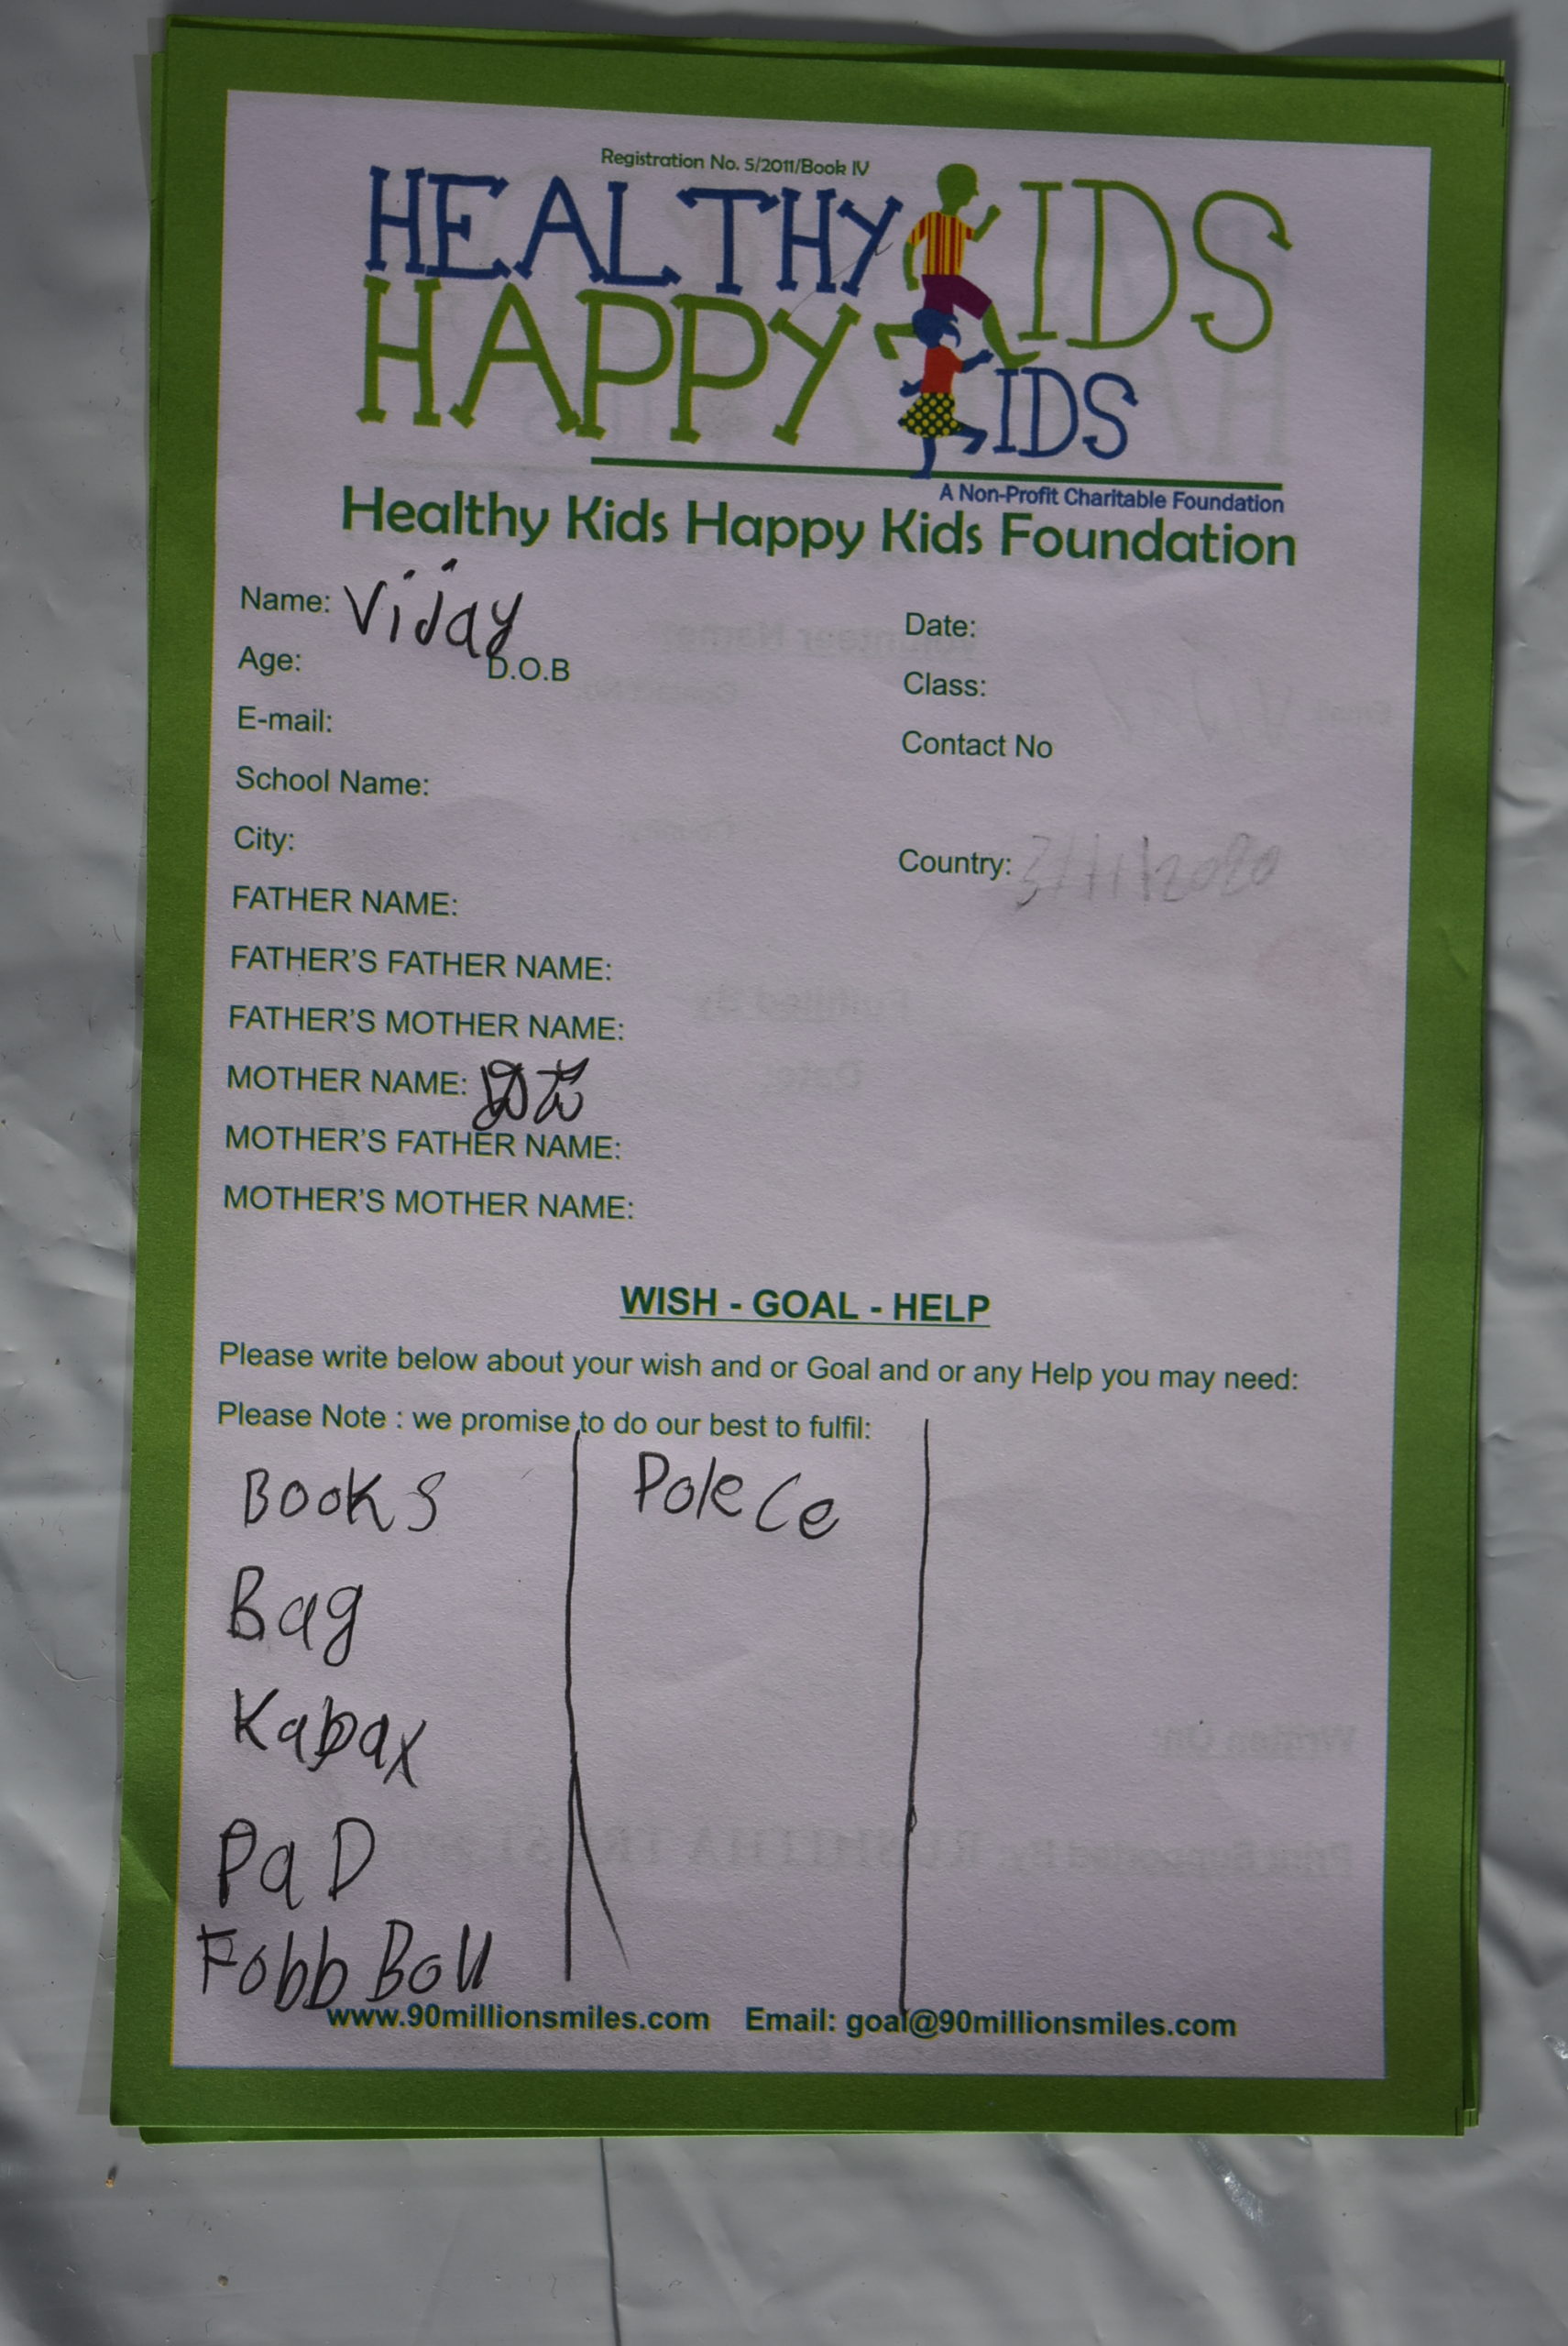 Registration No. 5/2011/Book IV
HEALTHY KIDS
HAPPY KIDS
A Non-Profit Charitable Foundation
Healthy Kids Happy Kids Foundation
Name: Vijay
Date:
Age:
D.O.B
Class:
E-mail:
Contact No
School Name:
City:
Country: 3/11/2020
FATHER NAME:
FATHER'S FATHER NAME:
FATHER'S MOTHER NAME:
MOTHER NAME:
MOTHER'S FATHER NAME:
MOTHER'S MOTHER NAME:
WISH - GOAL - HELP
Please write below about your wish and or Goal and or any Help you may need:
Please Note : we promise to do our best to fulfil:
Books
PoleCe
Bag
Kabax
PaD
Fobb Boll
www.90millionsmiles.com Email: goal@90millionsmiles.com